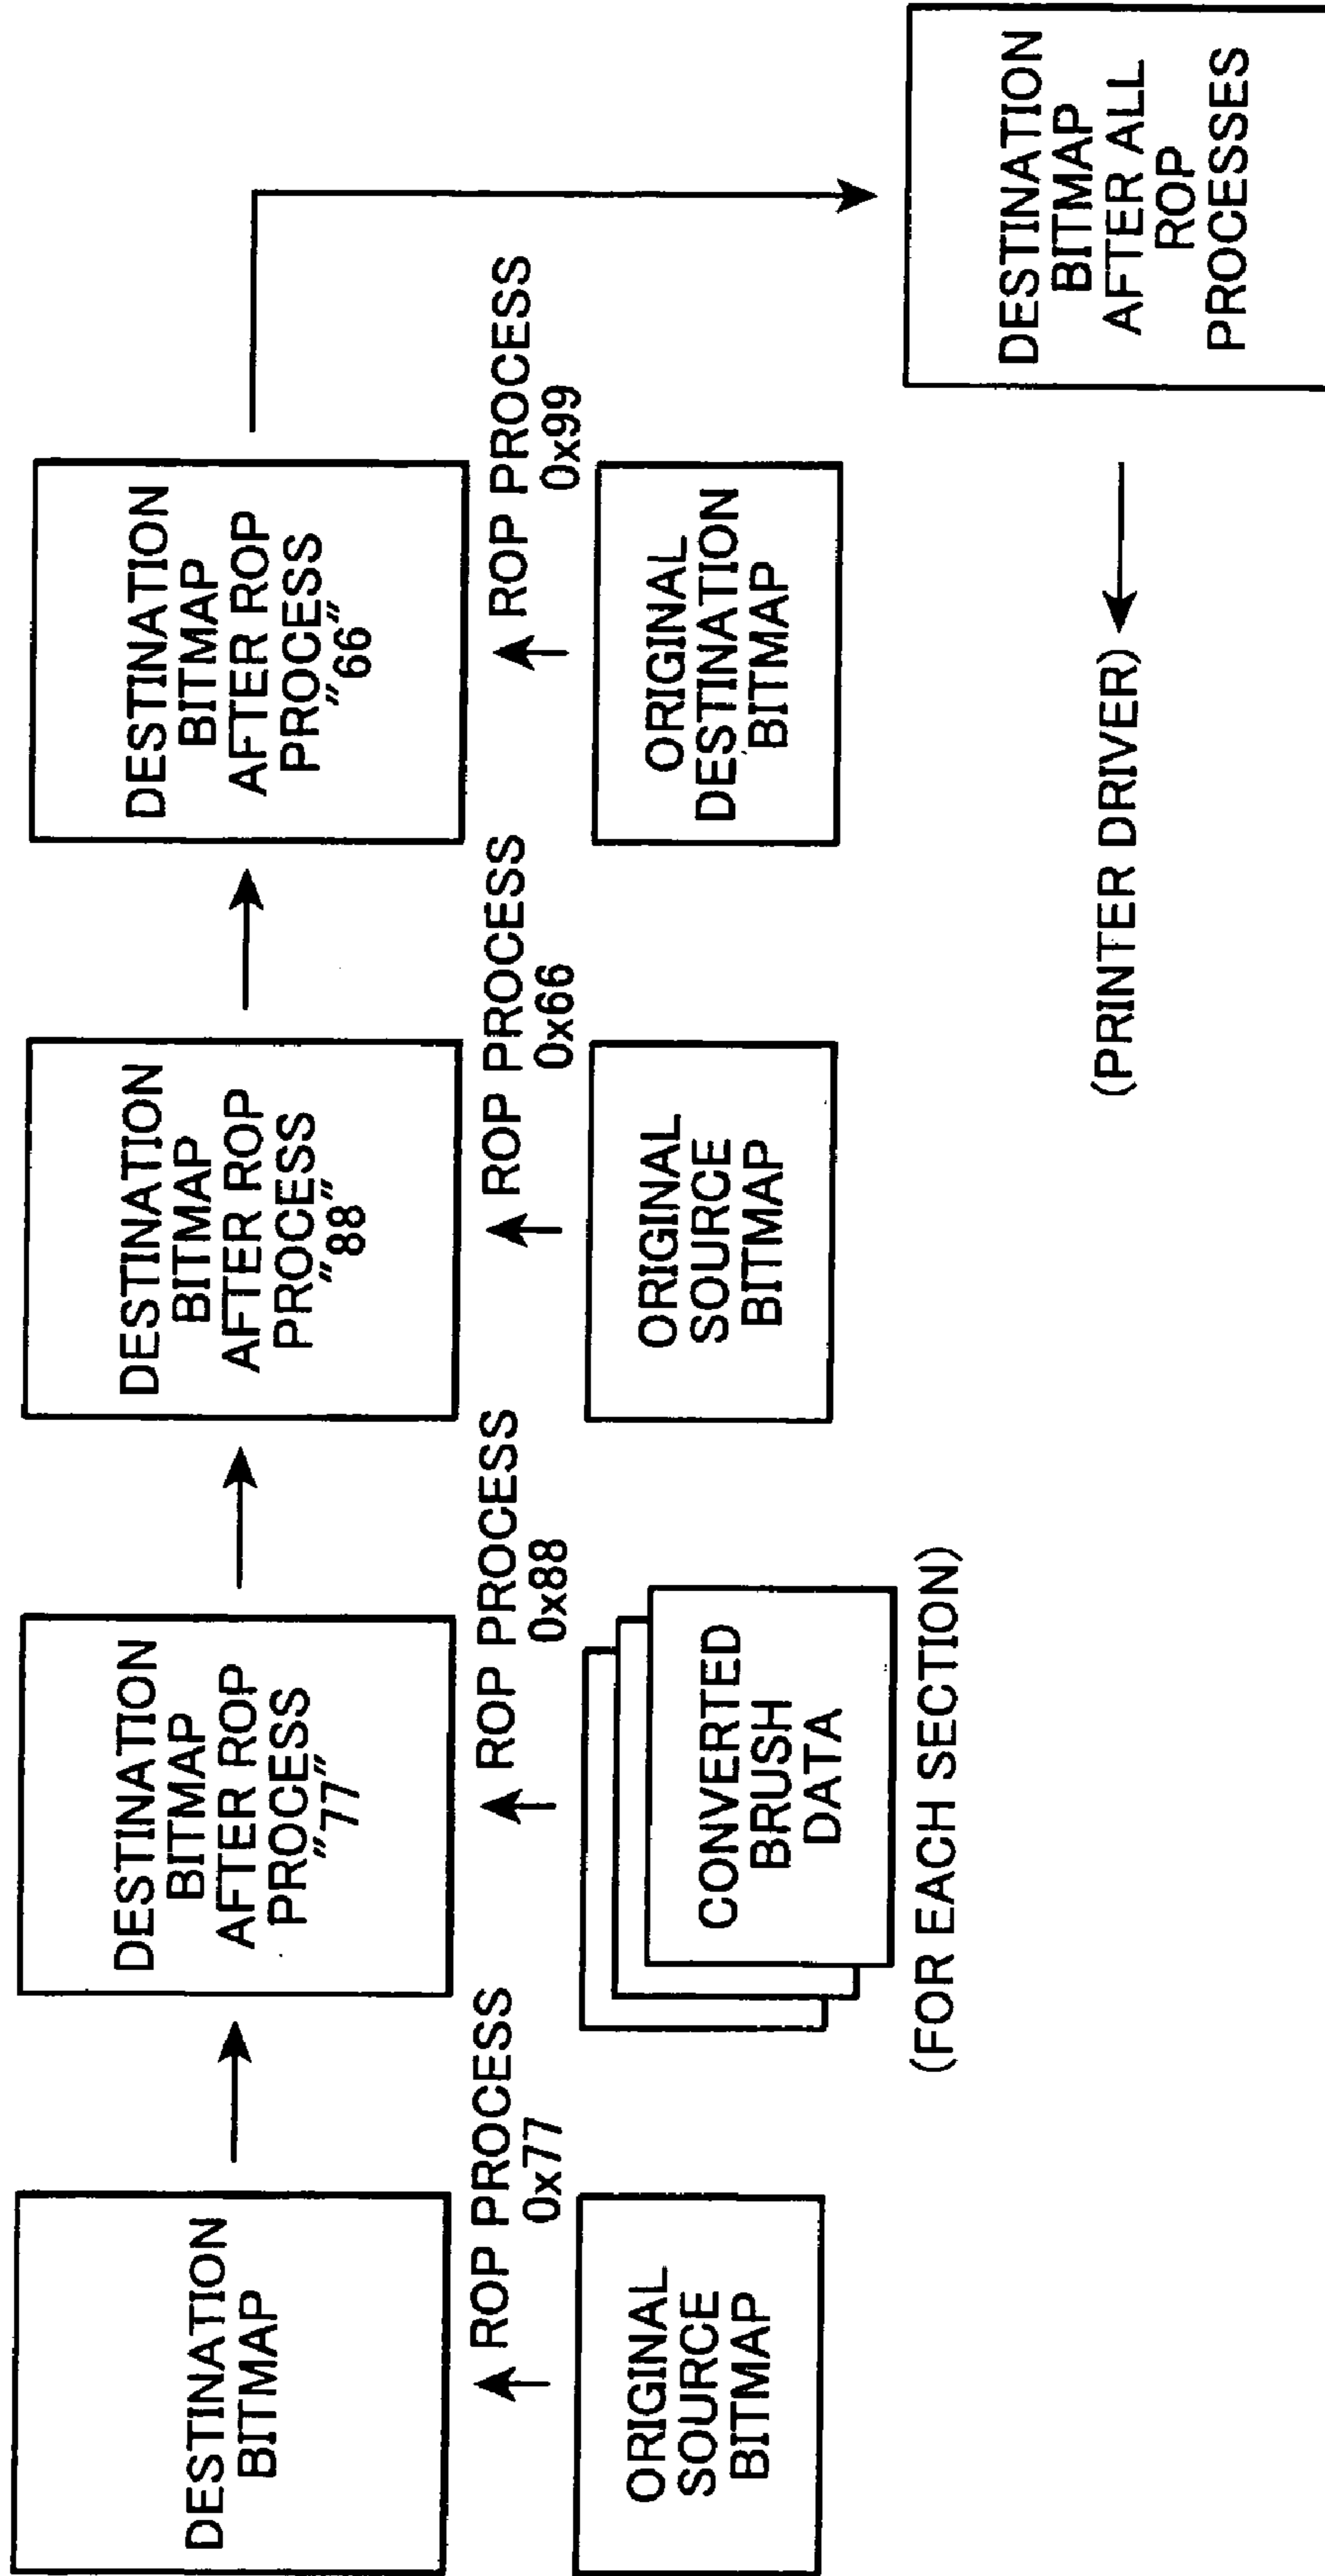 DESTINATION
BITMAP
ROP PROCESS
0x77
ORIGINAL
SOURCE
BITMAP
DESTINATION
BITMAP
AFTER ROP
PROCESS
"77"
ROP PROCESS
0x88
CONVERTED
BRUSH
DATA
(FOR EACH SECTION)
DESTINATION
BITMAP
AFTER ROP
PROCESS
"88"
ROP PROCESS
0x66
ORIGINAL
SOURCE
BITMAP
DESTINATION
BITMAP
AFTER ROP
PROCESS
"66"
ROP PROCESS
0x99
ORIGINAL
DESTINATION
BITMAP
DESTINATION
BITMAP
AFTER ALL
ROP
PROCESSES
(PRINTER DRIVER)